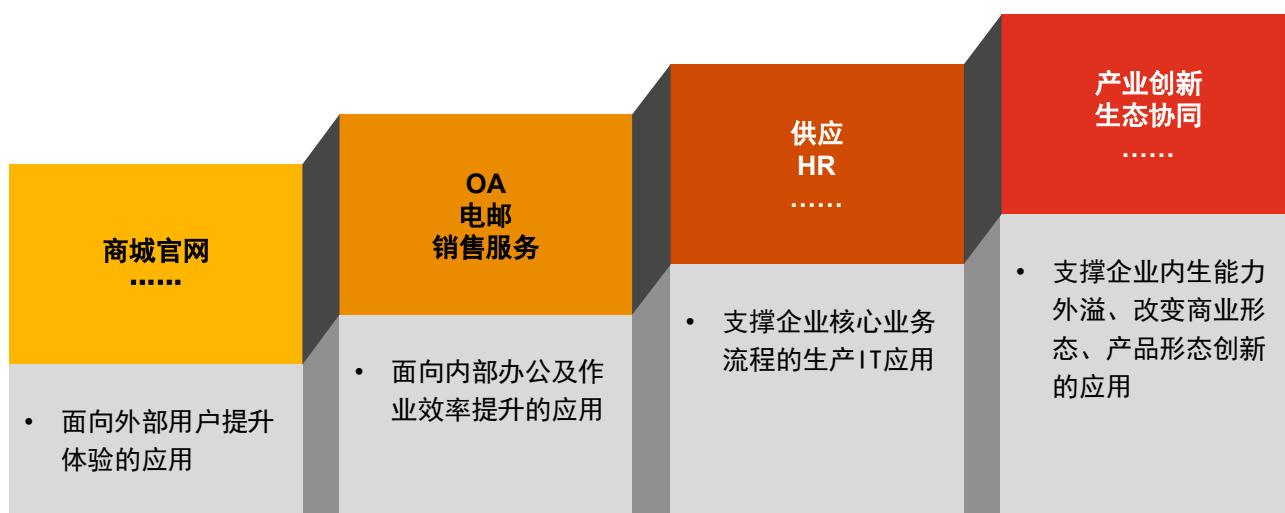 商城官网
……
• 面向外部用户提升
体验的应用
OA
电邮
销售服务
• 面向内部办公及作
业效率提升的应用
供应
HR
……
• 支撑企业核心业务
流程的生产IT应用
产业创新
生态协同
……
• 支撑企业内生能力
外溢、改变商业形
态、产品形态创新
的应用